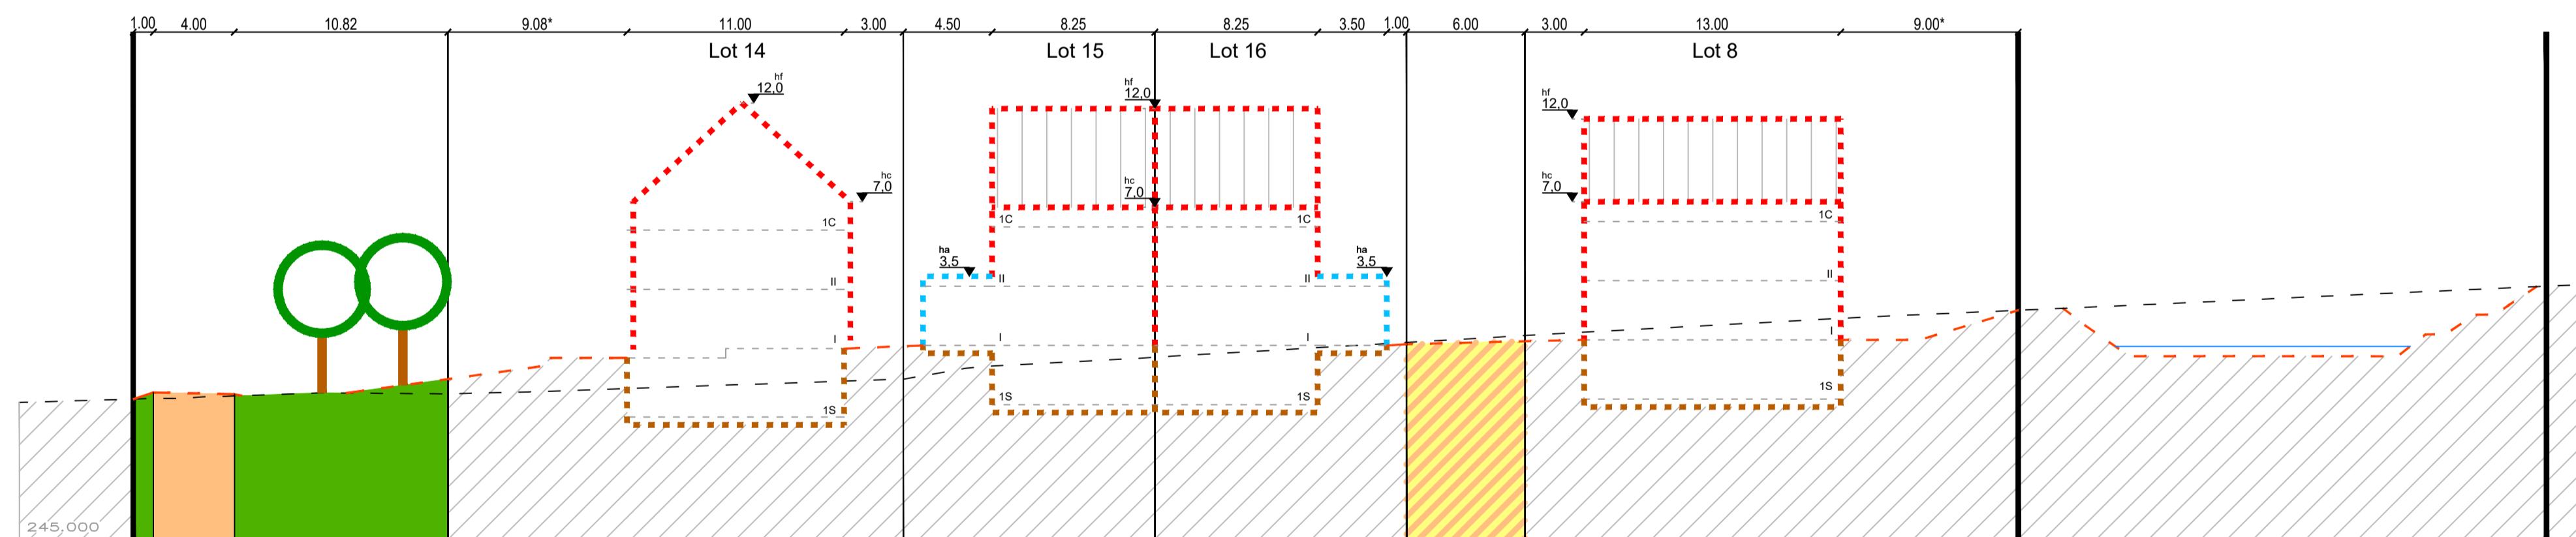 1.00 4.00 10.82 9.08* 11.00 3.00 4.50 8.25 8.25 3.50 1.00 6.00 3.00 13.00 9.00*
Lot 14 Lot 15 Lot 16 Lot 8
hf
12,0
hc
7,0
1C
II
I
1S
hf
12,0
hc
7,0
1C 1C
ha
3.5
ha
3.5
II II
I I
1S 1S
hf
12,0
hc
7,0
1C
II
I
1S
245.000